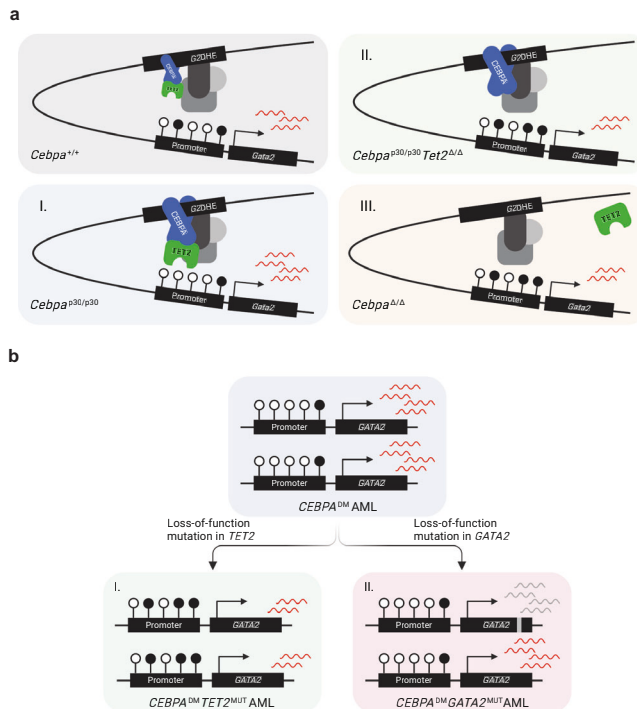 a
G2DHE
CEBPA
TET2
Promoter
Gata2
Cebpa+/+
II.
G2DHE
CEBPA
Promoter
Gata2
Cebpap30/p30 Tet2Δ/Δ
I.
G2DHE
CEBPA
TET2
Promoter
Gata2
Cebpap30/p30
III.
G2DHE
TET2
Promoter
Gata2
CebpaΔ/Δ
b
Promoter
GATA2
Promoter
GATA2
CEBPADM AML
Loss-of-function
mutation in TET2
Loss-of-function
mutation in GATA2
I.
Promoter
GATA2
Promoter
GATA2
CEBPADM TET2MUT AML
II.
Promoter
GATA2
Promoter
GATA2
CEBPADM GATA2MUT AML